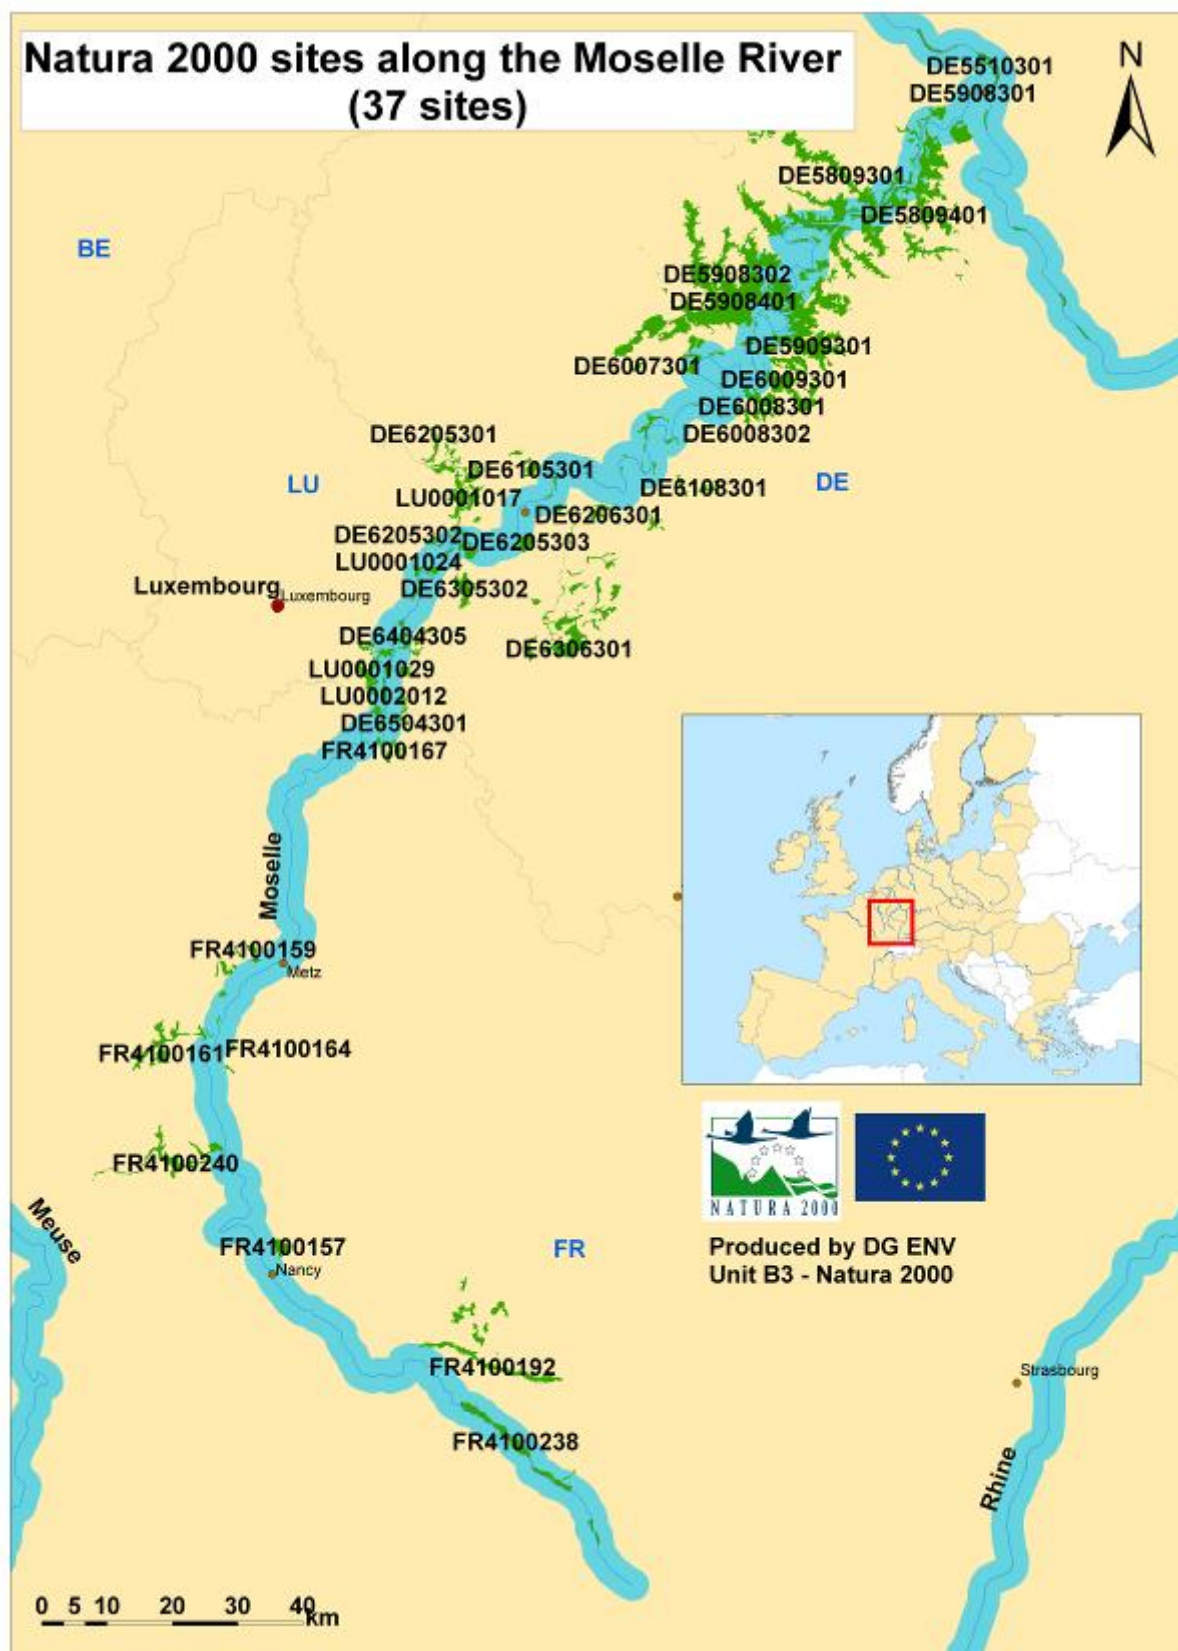 Natura 2000 sites along the Moselle River
(37 sites)
N
DE5510301
DE5908301
DE5809301
DE5809401
BE
DE5908302
DE5908401
DE5909301
DE6007301
DE6009301
DE6008301
DE6008302
DE6205301
DE6105301
LU
DE
DE6108301
LU0001017
DE6206301
DE6205302
DE6205303
LU0001024
Luxembourg
Luxembourg
DE6305302
DE6404305
DE6306301
LU0001029
LU0002012
DE6504301
FR4100167
Moselle
FR4100159
Metz
FR4100161
FR4100164
FR4100240
NATURA 2000
Meuse
FR4100157
FR
Nancy
Produced by DG ENV
Unit B3 - Natura 2000
FR4100192
Strasbourg
FR4100238
Rhine
0 5 10 20 30 40
km